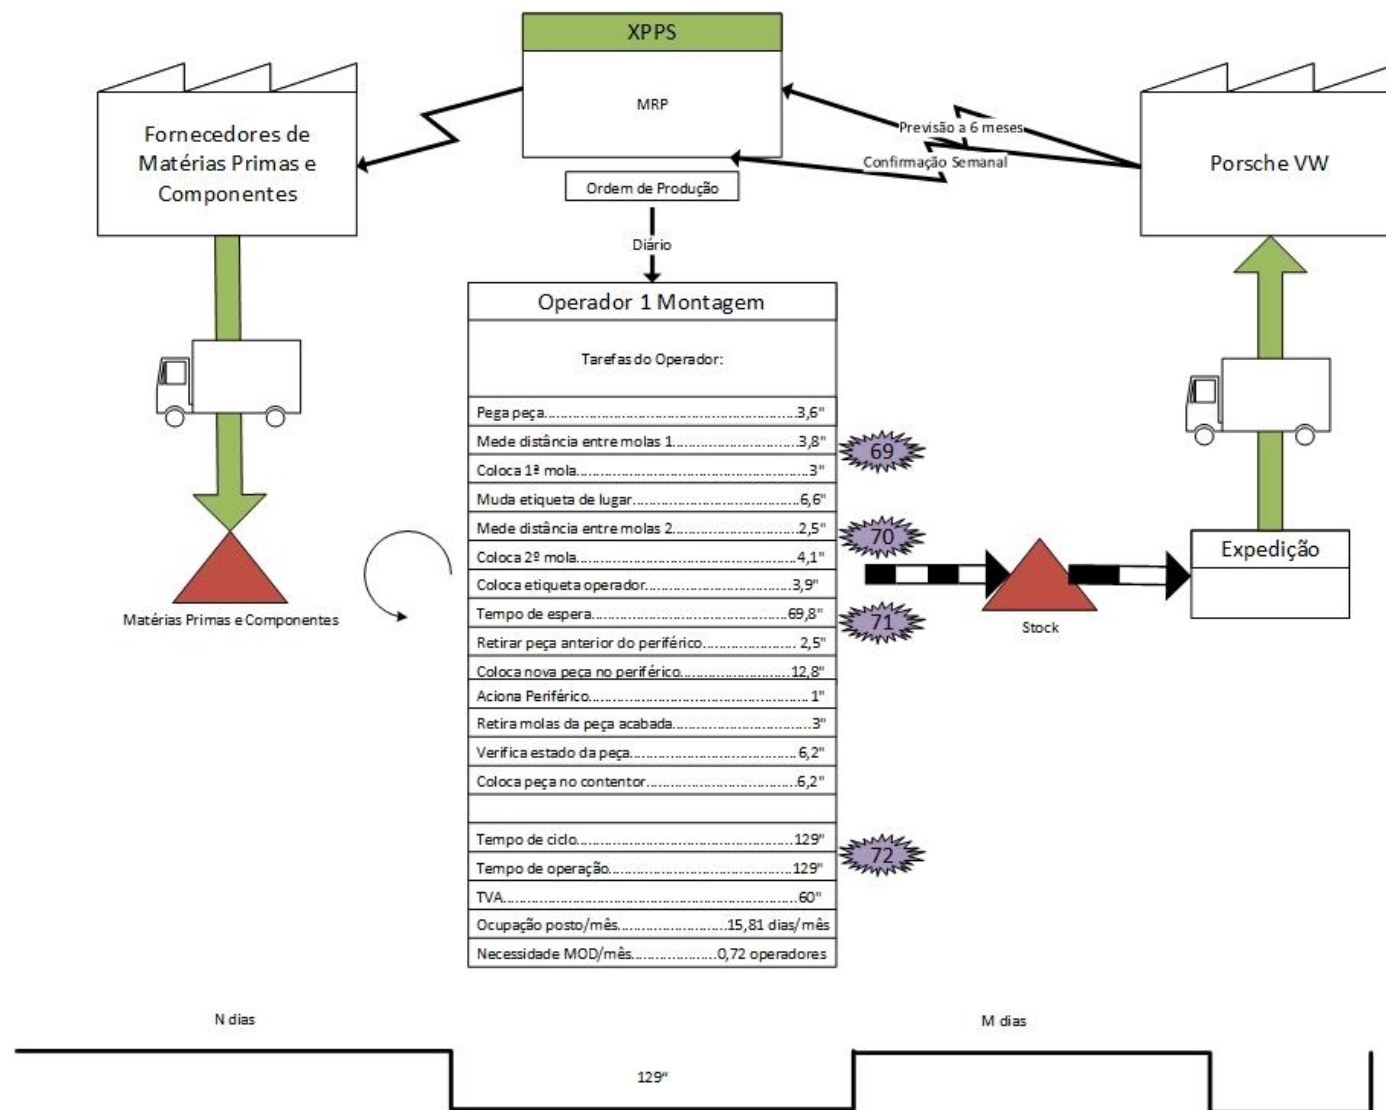 XPPS
MRP
Fornecedores de
Matérias Primas e
Componentes
Previsão a 6 meses
Confirmação Semanal
Porsche VW
Ordem de Produção
Diário
Operador 1 Montagem
Tarefas do Operador:
Pega peça..........3,6"
Mede distância entre molas 1..........3,8"
69
Coloca 1ª mola..........3"
Muda etiqueta de lugar..........6,6"
Mede distância entre molas 2..........2,5"
70
Coloca 2º mola..........4,1"
Coloca etiqueta operador..........3,9"
Tempo de espera..........69,8"
71
Retirar peça anterior do periférico.......... 2,5"
Coloca nova peça no periférico..........12,8"
Aciona Periférico.......... 1"
Retira molas da peça acabada..........3"
Verifica estado da peça..........6,2"
Coloca peça no contentor..........6,2"
Tempo de ciclo..........129"
72
Tempo de operação..........129"
TVA..........60"
Ocupação posto/mês..........15,81 dias/mês
Necessidade MOD/mês..........0,72 operadores
Matérias Primas e Componentes
Stock
Expedição
N dias
M dias
129"